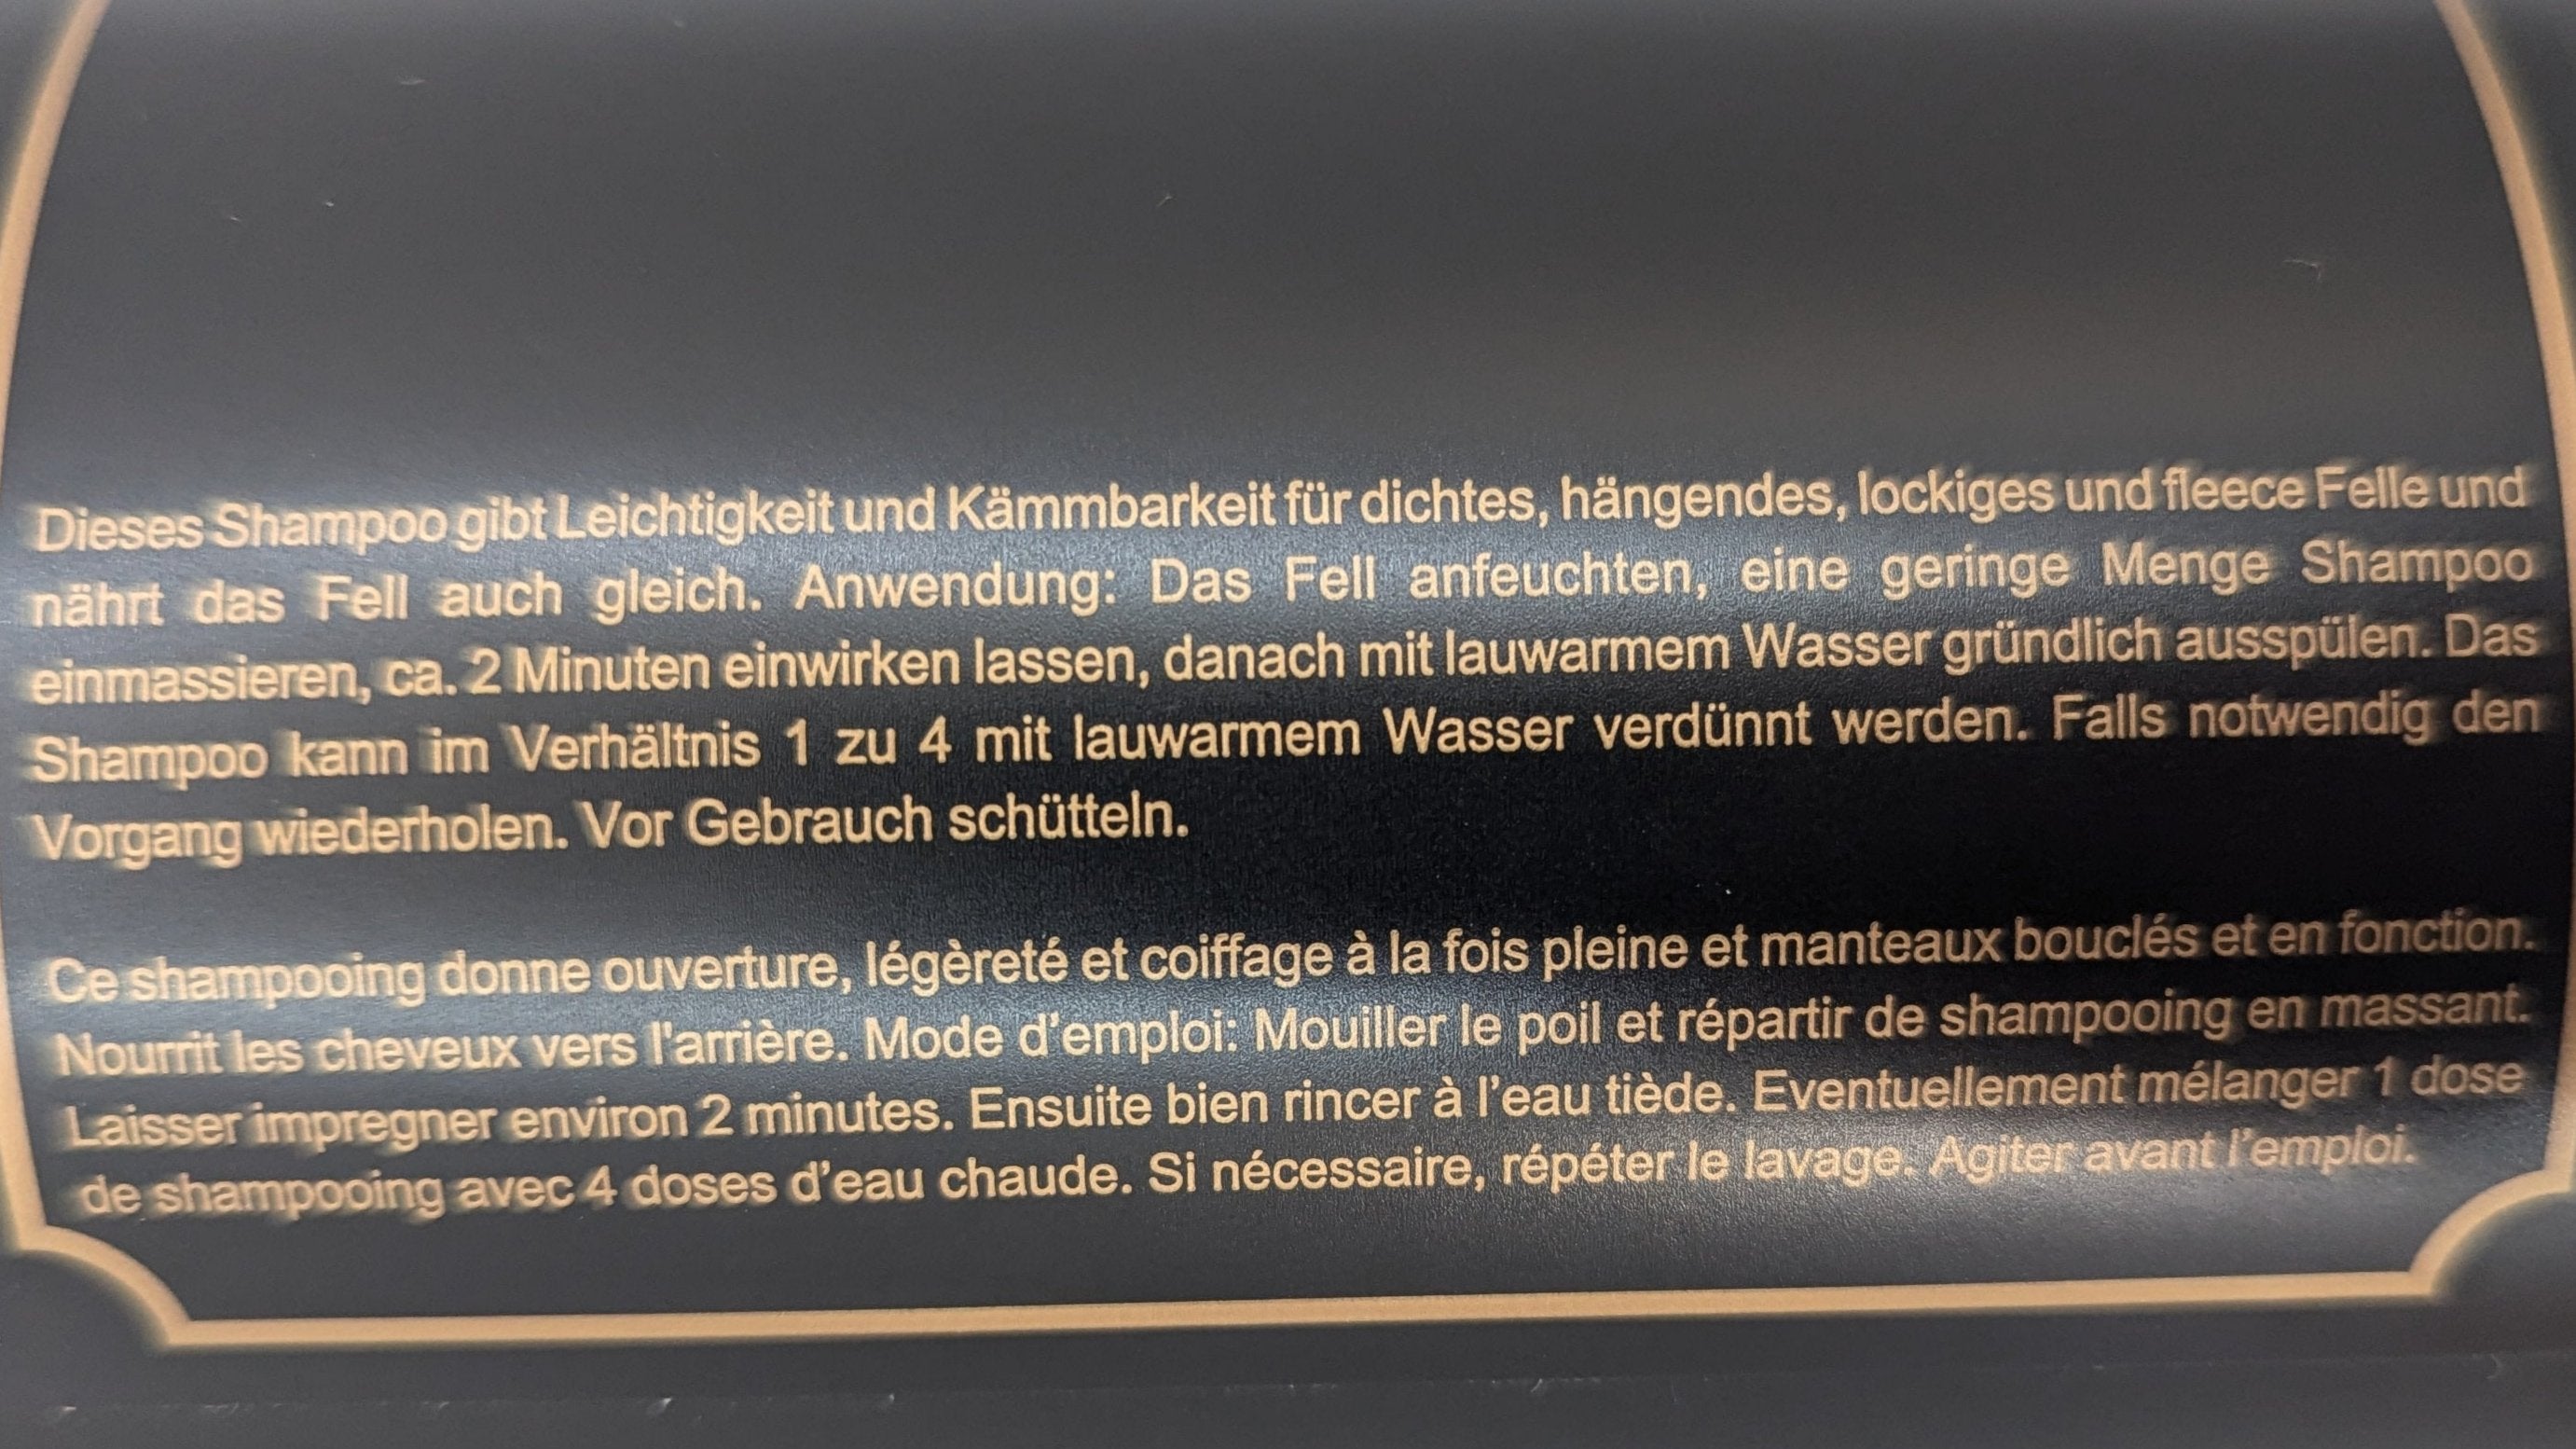 Dieses Shampoo gibt Leichtigkeit und Kämmbarkeit für dichtes, hängendes, lockiges und fleece Felle und
nährt das Fell auch gleich. Anwendung: Das Fell anfeuchten, eine geringe Menge Shampoo
einmassieren, ca. 2 Minuten einwirken lassen, danach mit lauwarmem Wasser gründlich ausspülen. Das
Shampoo kann im Verhältnis 1 zu 4 mit lauwarmem Wasser verdünnt werden. Falls notwendig den
Vorgang wiederholen. Vor Gebrauch schütteln.
Ce shampooing donne ouverture, légèreté et coiffage à la fois pleine et manteaux bouclés et en fonction.
Nourrit les cheveux vers l'arrière. Mode d’emploi: Mouiller le poil et répartir de shampooing en massant.
Laisser impregner environ 2 minutes. Ensuite bien rincer à l’eau tiède. Eventuellement mélanger 1 dose
de shampooing avec 4 doses d’eau chaude. Si nécessaire, répéter le lavage. Agiter avant l’emploi.